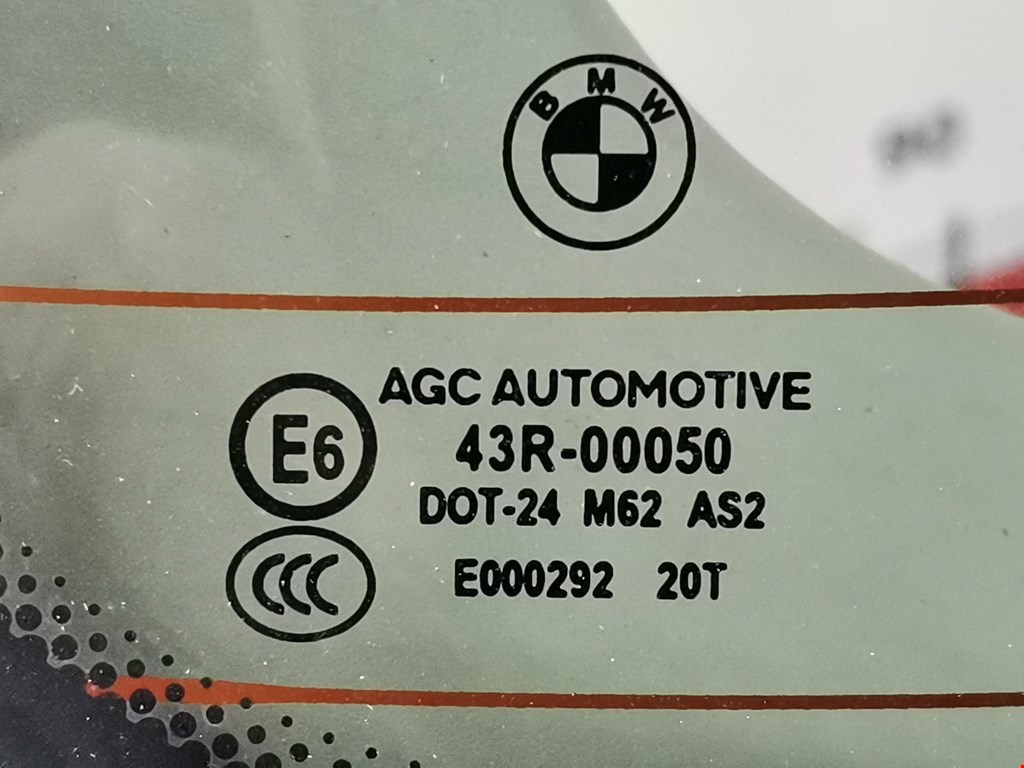 BMW
AGC AUTOMOTIVE
E6
43R-00050
DOT-24 M62 AS2
CCC
E000292 20T